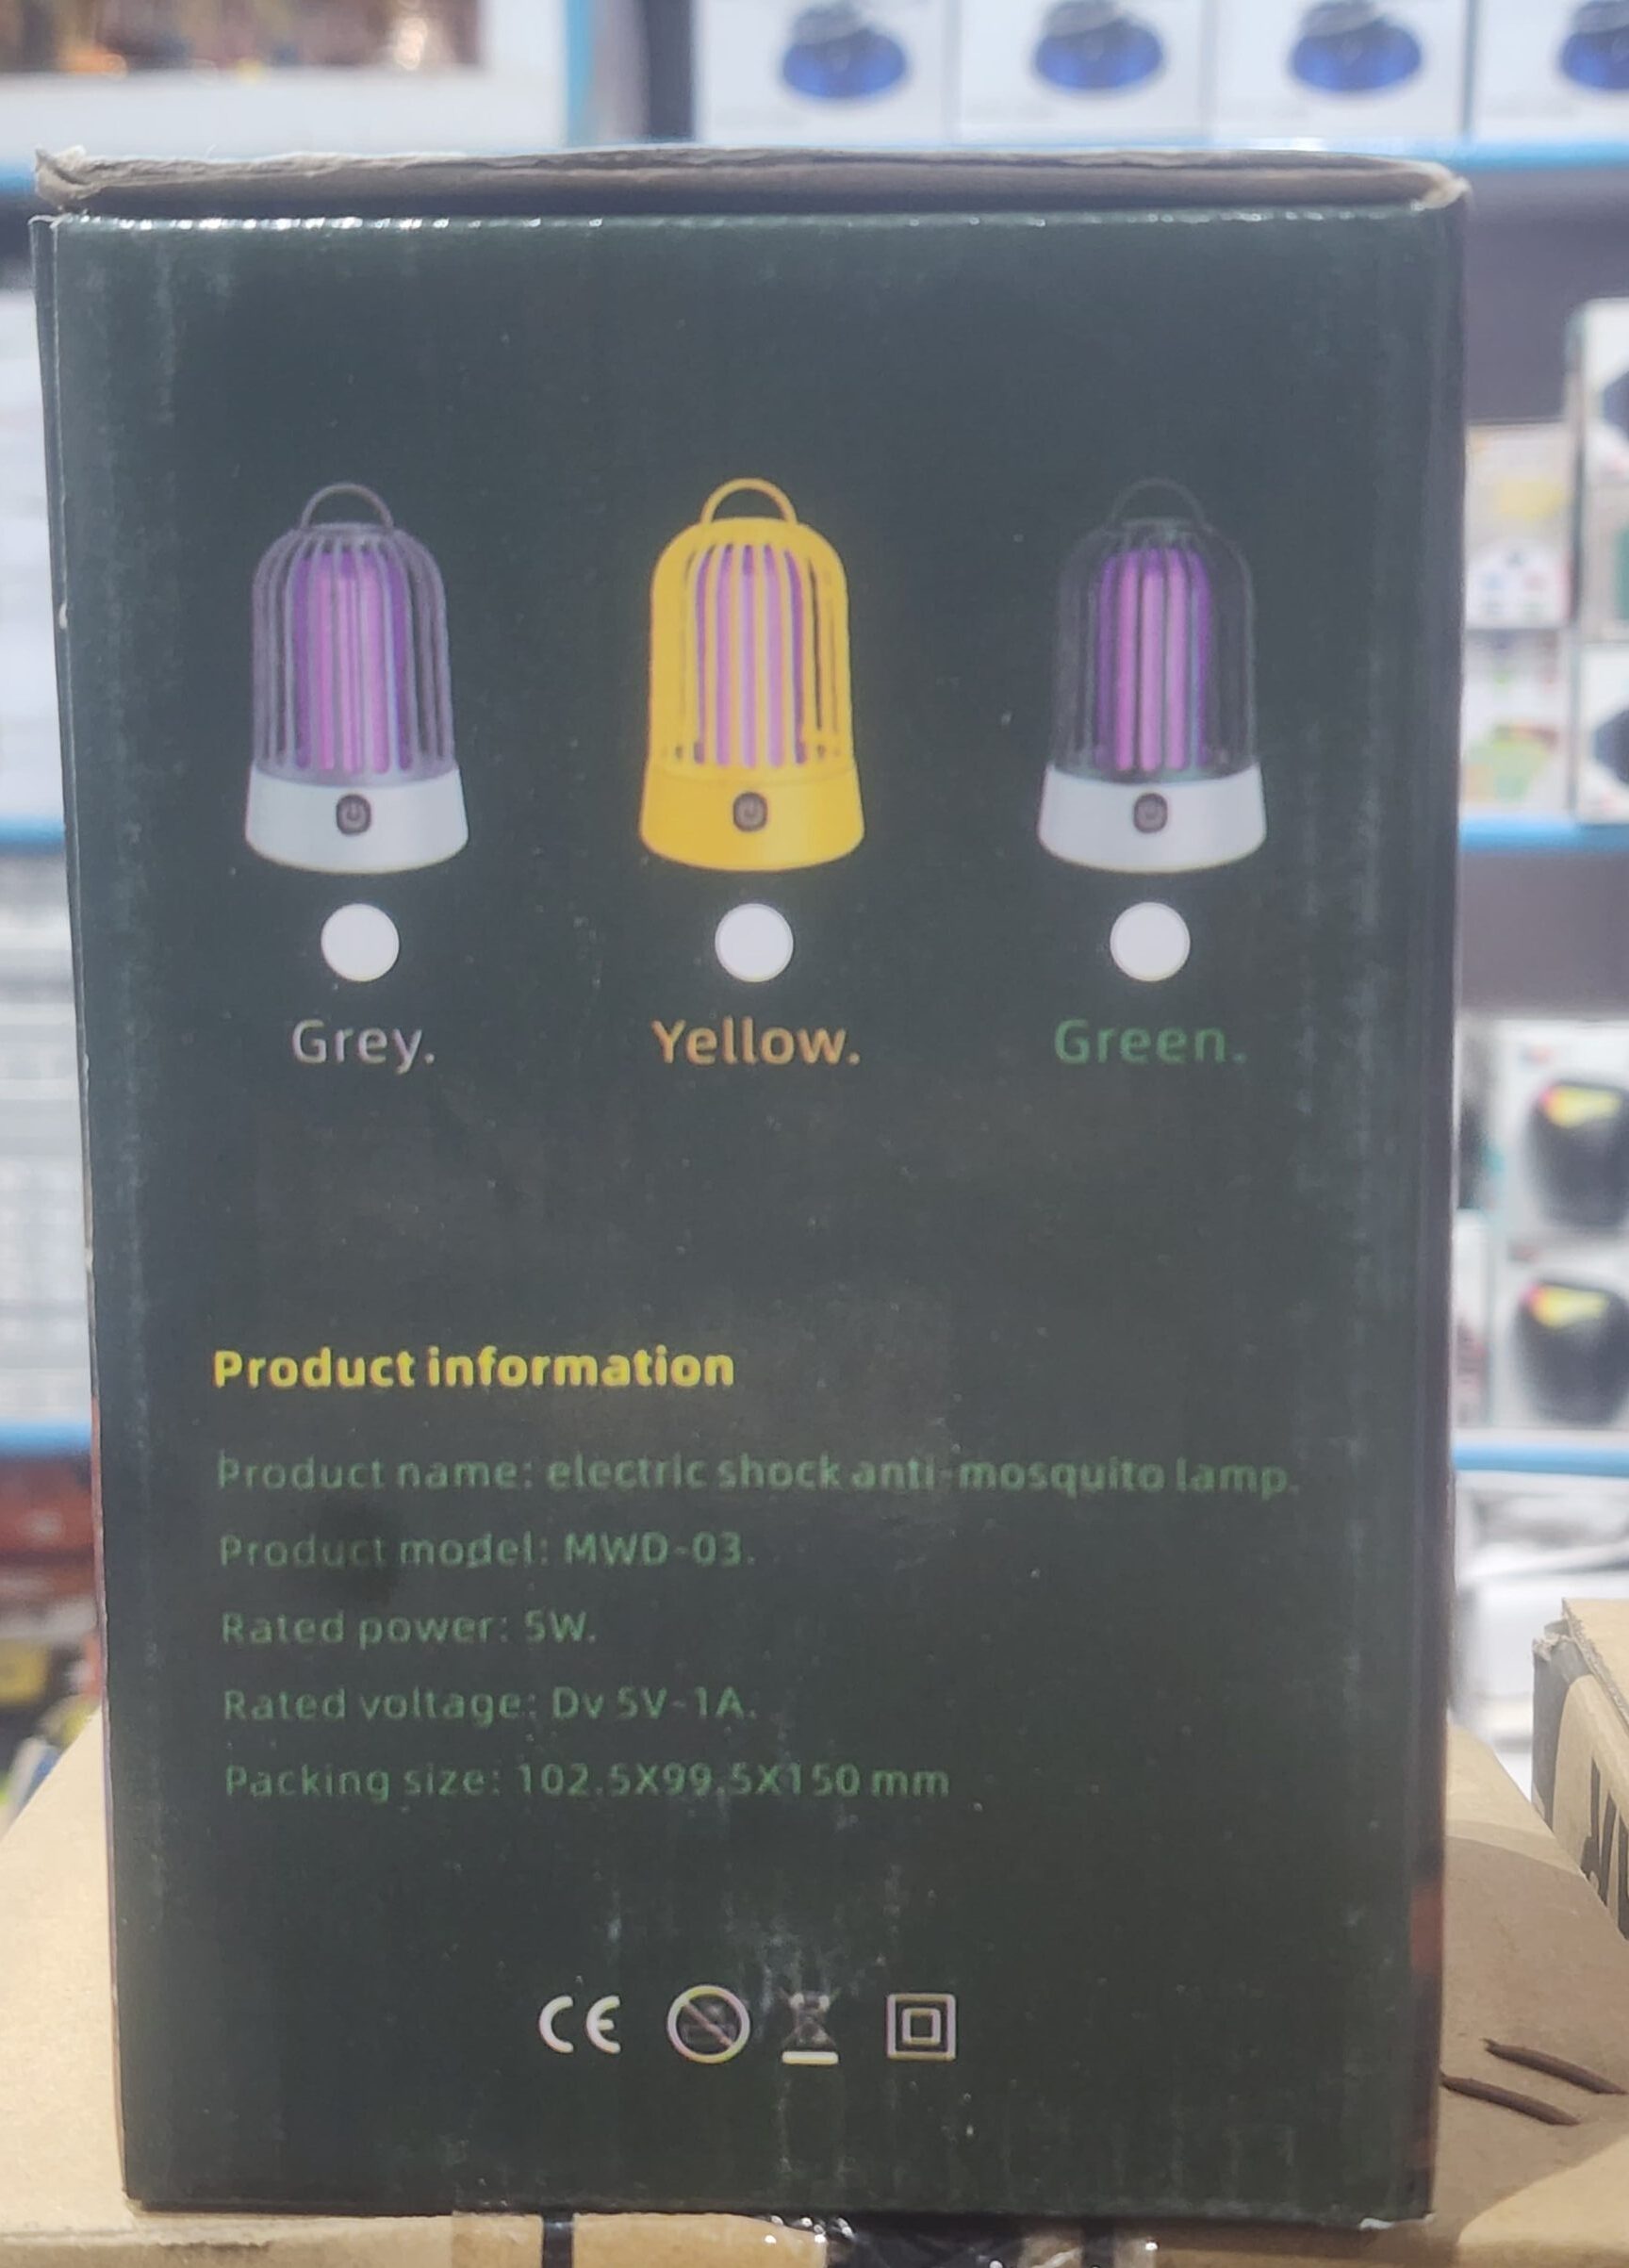 Grey. Yellow. Green.
Product information
Product name: electric shock anti-mosquito lamp.
Product model: MWD-03.
Rated power: 5W.
Rated voltage: Dv 5V-1A.
Packing size: 102.5X99.5X150 mm
CE